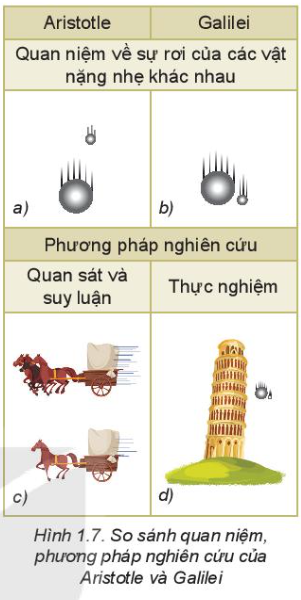 Aristotle
Galilei
Quan niệm về sự rơi của các vật
nặng nhẹ khác nhau
a)
b)
Phương pháp nghiên cứu
Quan sát và
suy luận
Thực nghiệm
c)
d)
Hình 1.7. So sánh quan niệm,
phương pháp nghiên cứu của
Aristotle và Galilei